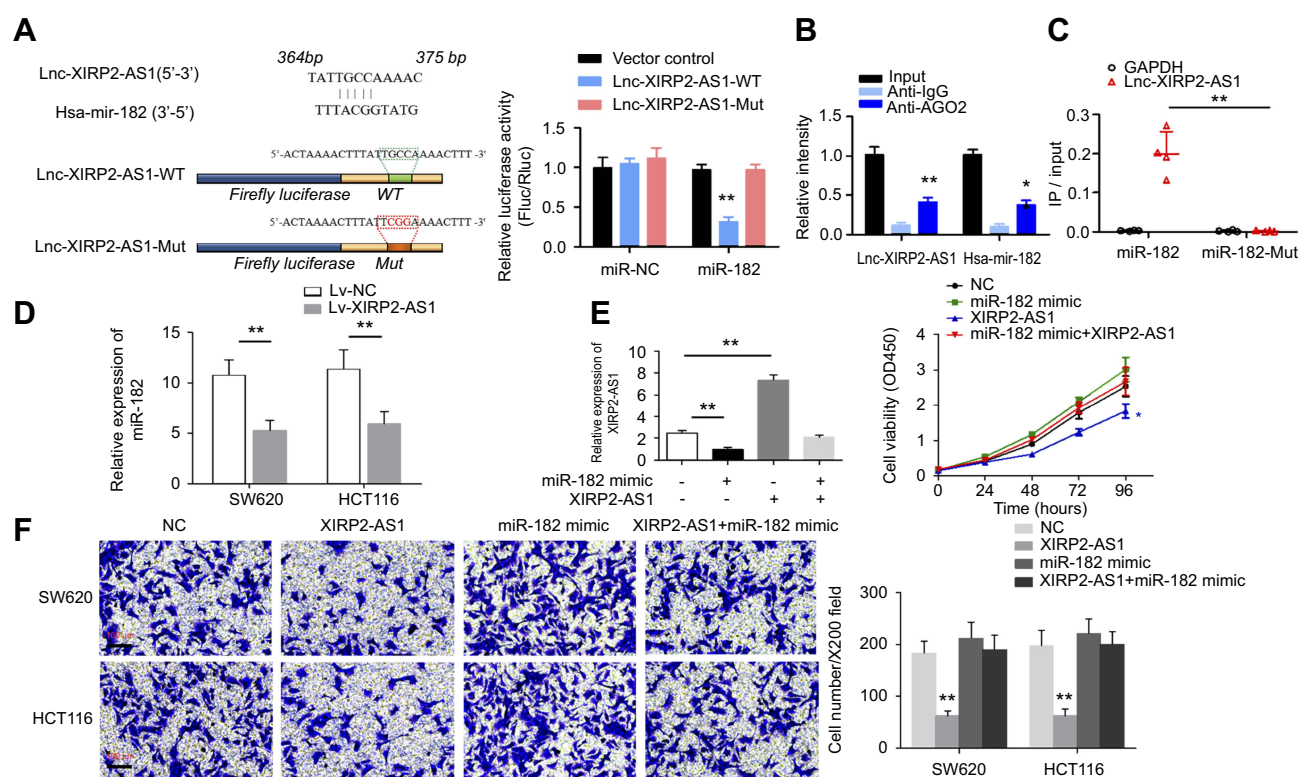 A
364bp 375 bp
Lnc-XIRP2-AS1(5'-3') TATTGCCAAAAC
Hsa-mir-182 (3'-5') TTTACGGTATG
5'-ACTAAAACTTTATTGCCAAAACTTT -3'
Lnc-XIRP2-AS1-WT
Firefly luciferase WT
5'-ACTAAAACTTTATTCGGAAAACTTT -3'
Lnc-XIRP2-AS1-Mut
Firefly luciferase Mut
Vector control
Lnc-XIRP2-AS1-WT
Lnc-XIRP2-AS1-Mut
Relative luciferase activity
(Fluc/Rluc)
1.5
1.0
0.5
0.0
**
miR-NC miR-182
B
Input
Anti-IgG
Anti-AGO2
Relative intensity
1.5
1.0
0.5
0.0
** *
Lnc-XIRP2-AS1 Hsa-mir-182
C
GAPDH
Lnc-XIRP2-AS1
**
IP / input
0.3
0.2
0.1
0.0
miR-182 miR-182-Mut
D
Lv-NC
Lv-XIRP2-AS1
Relative expression of
miR-182
15
10
5
0
** **
SW620 HCT116
E
Relative expression of
XIRP2-AS1
10
8
6
4
2
0
**
**
miR-182 mimic - + - +
XIRP2-AS1 - - + +
NC
miR-182 mimic
XIRP2-AS1
miR-182 mimic+XIRP2-AS1
Cell viability (OD450)
4
3
2
1
0
*
0 24 48 72 96
Time (hours)
F
NC XIRP2-AS1 miR-182 mimic XIRP2-AS1+miR-182 mimic
SW620
HCT116
NC
XIRP2-AS1
miR-182 mimic
XIRP2-AS1+miR-182 mimic
Cell number/X200 field
300
200
100
0
** **
SW620 HCT116